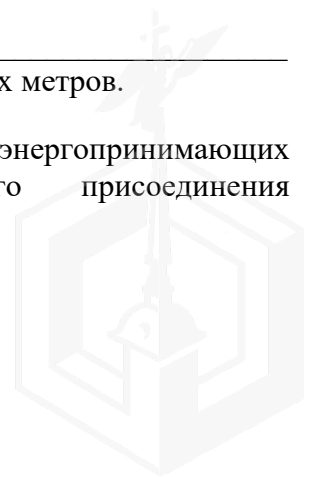 х метров.
энергопринимающих
го присоединения